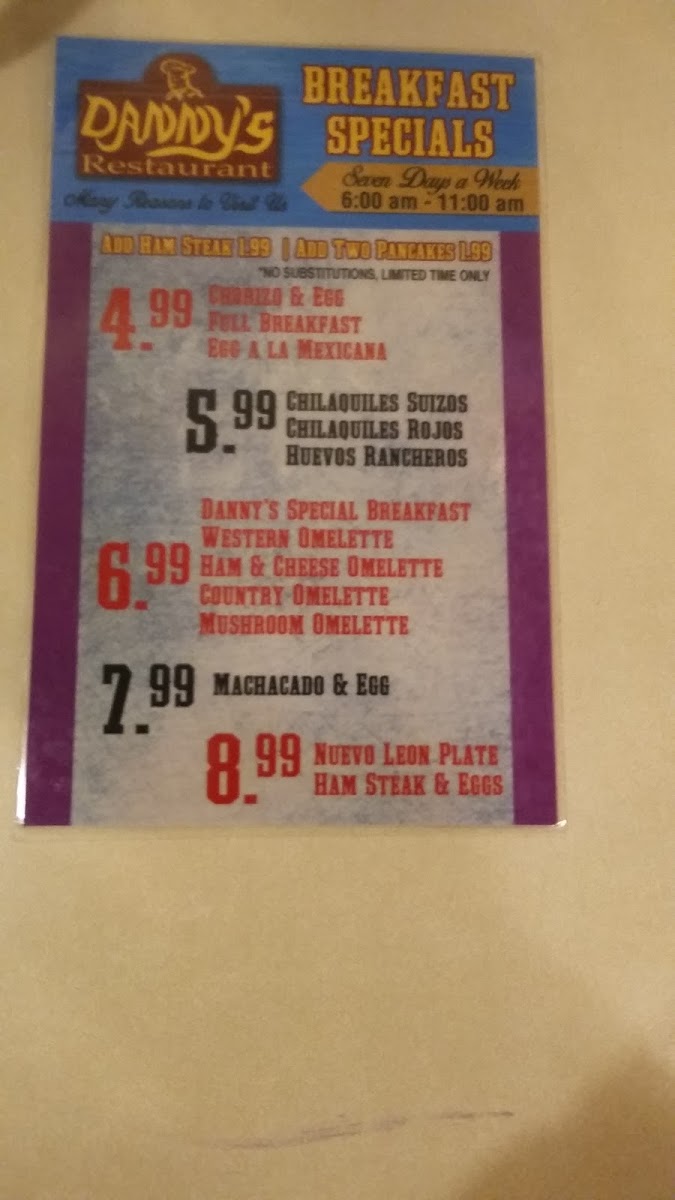 DANNY'S
Restaurant
Many Reasons to Visit Us
BREAKFAST
SPECIALS
Seven Days a Week
6:00 am - 11:00 am
ADD HAM STEAK 1.99 | ADD TWO PANCAKES 1.99
*NO SUBSTITUTIONS, LIMITED TIME ONLY
4.99
CHORIZO & EGG
FULL BREAKFAST
EGG A LA MEXICANA
5.99
CHILAQUILES SUIZOS
CHILAQUILES ROJOS
HUEVOS RANCHEROS
6.99
DANNY'S SPECIAL BREAKFAST
WESTERN OMELETTE
HAM & CHEESE OMELETTE
COUNTRY OMELETTE
MUSHROOM OMELETTE
7.99
MACHACADO & EGG
8.99
NUEVO LEON PLATE
HAM STEAK & EGGS